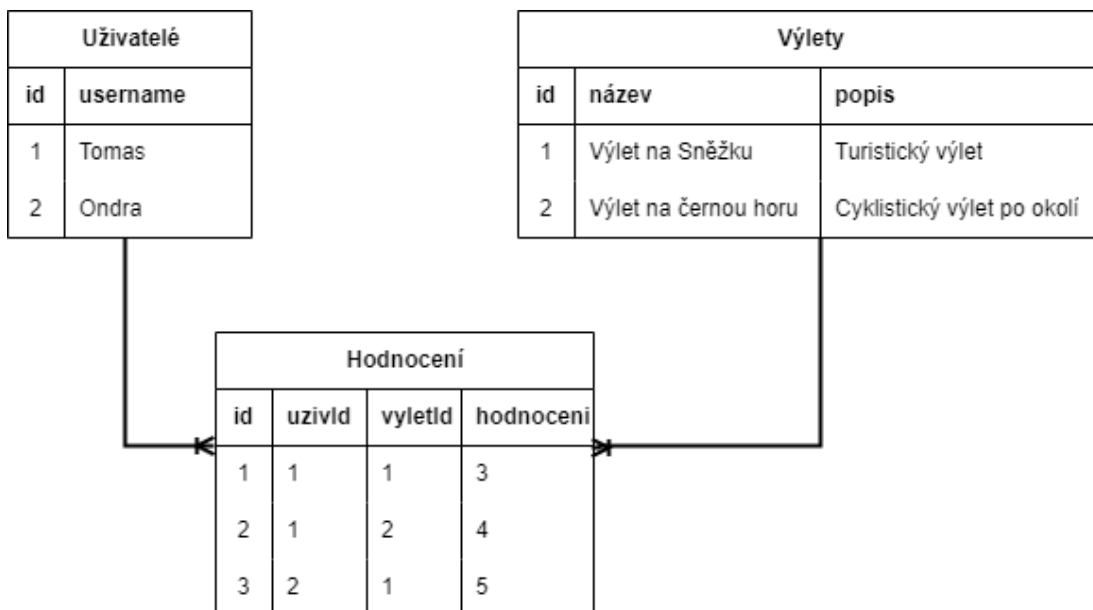 Uživatelé
id username
1 Tomas
2 Ondra
Výlety
id název popis
1 Výlet na Sněžku Turistický výlet
2 Výlet na černou horu Cyklistický výlet po okolí
Hodnocení
id uzivId vyletId hodnoceni
1 1 1 3
2 1 2 4
3 2 1 5